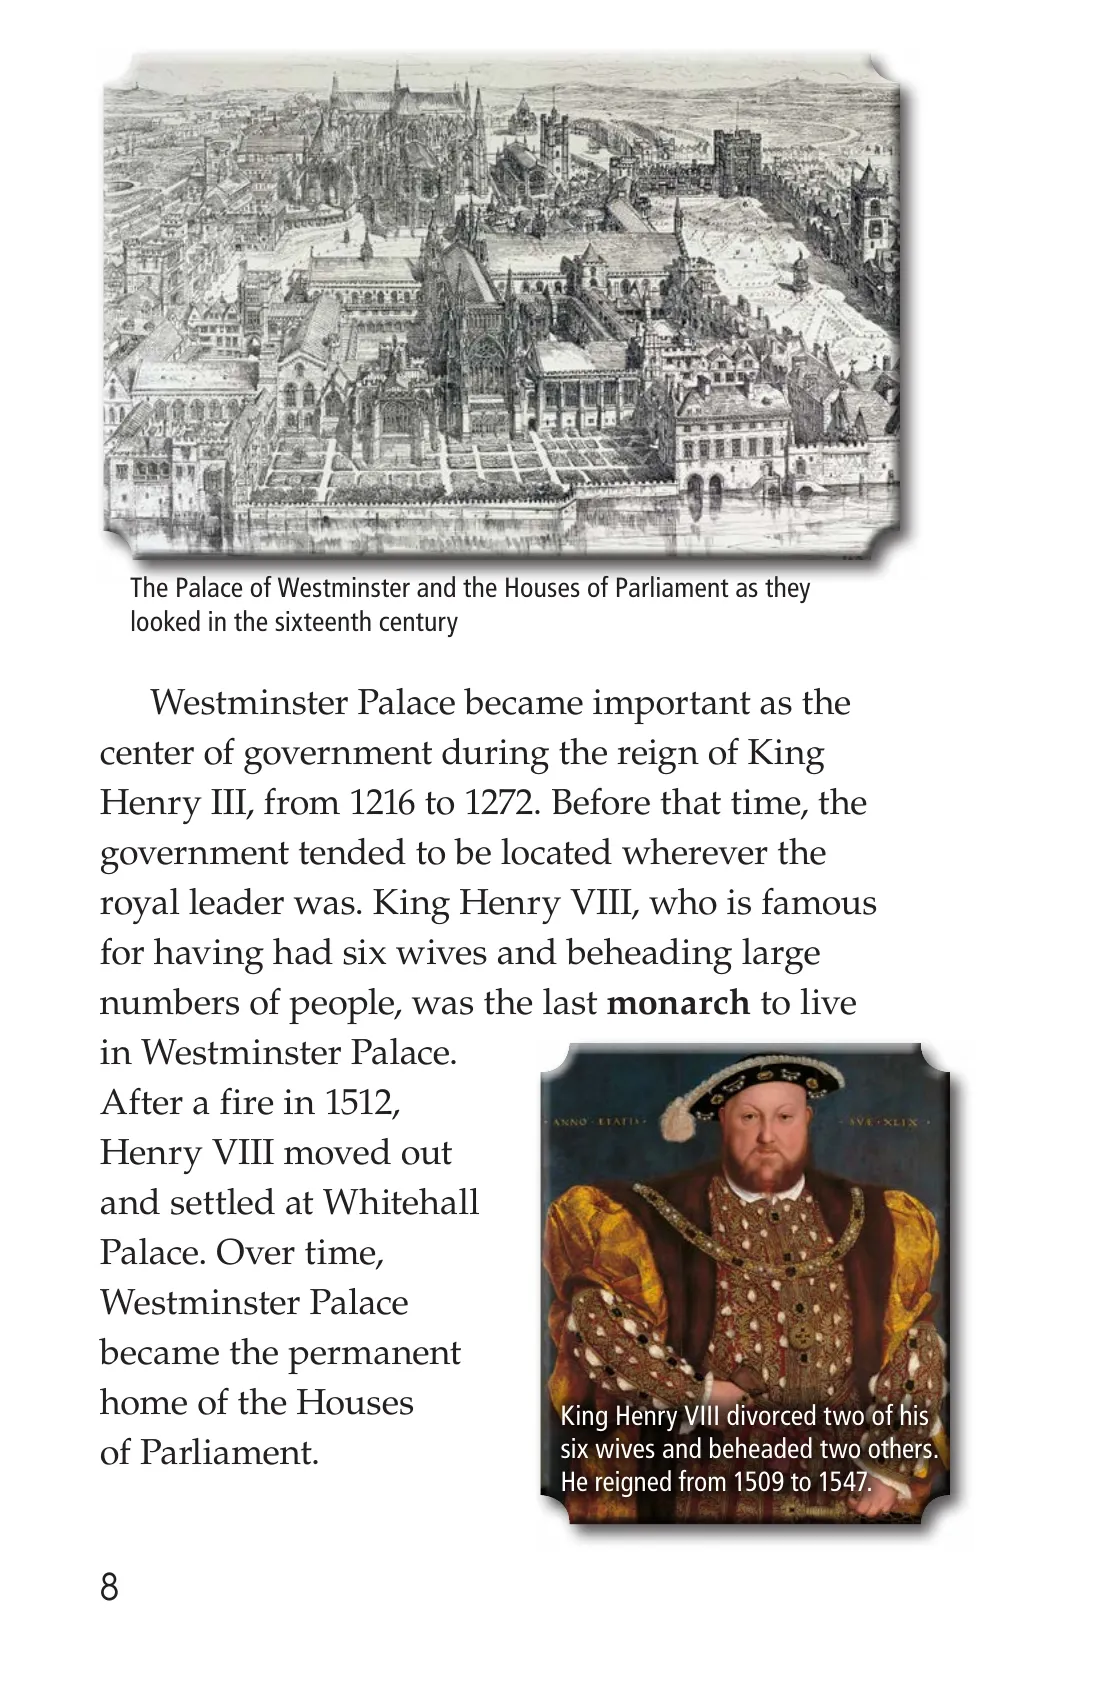 The Palace of Westminster and the Houses of Parliament as they
looked in the sixteenth century
Westminster Palace became important as the
center of government during the reign of King
Henry III, from 1216 to 1272. Before that time, the
government tended to be located wherever the
royal leader was. King Henry VIII, who is famous
for having had six wives and beheading large
numbers of people, was the last monarch to live
in Westminster Palace.
After a fire in 1512,
Henry VIII moved out
and settled at Whitehall
Palace. Over time,
Westminster Palace
became the permanent
home of the Houses
of Parliament.
· ANNO · ETATIS · · SVÆ · XLIX ·
King Henry VIII divorced two of his
six wives and beheaded two others.
He reigned from 1509 to 1547.
8